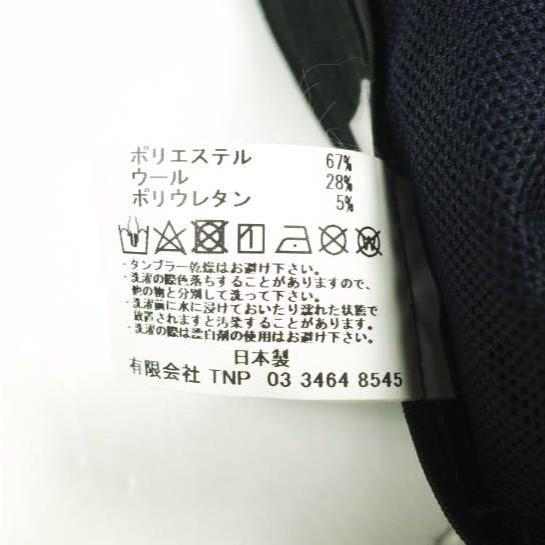 ポリエステル 67%
ウール 28%
ポリウレタン 5%
・タンブラー乾燥はお避け下さい。
・洗濯の際色落ちすることがありますので、
他の物と分別して洗って下さい。
・洗濯前に水に浸けておいたり濡れた状態で
放置されますと汚染することがあります。
・洗濯の際は漂白剤の使用はお避け下さい。
日本製
有限会社 TNP 03 3464 8545